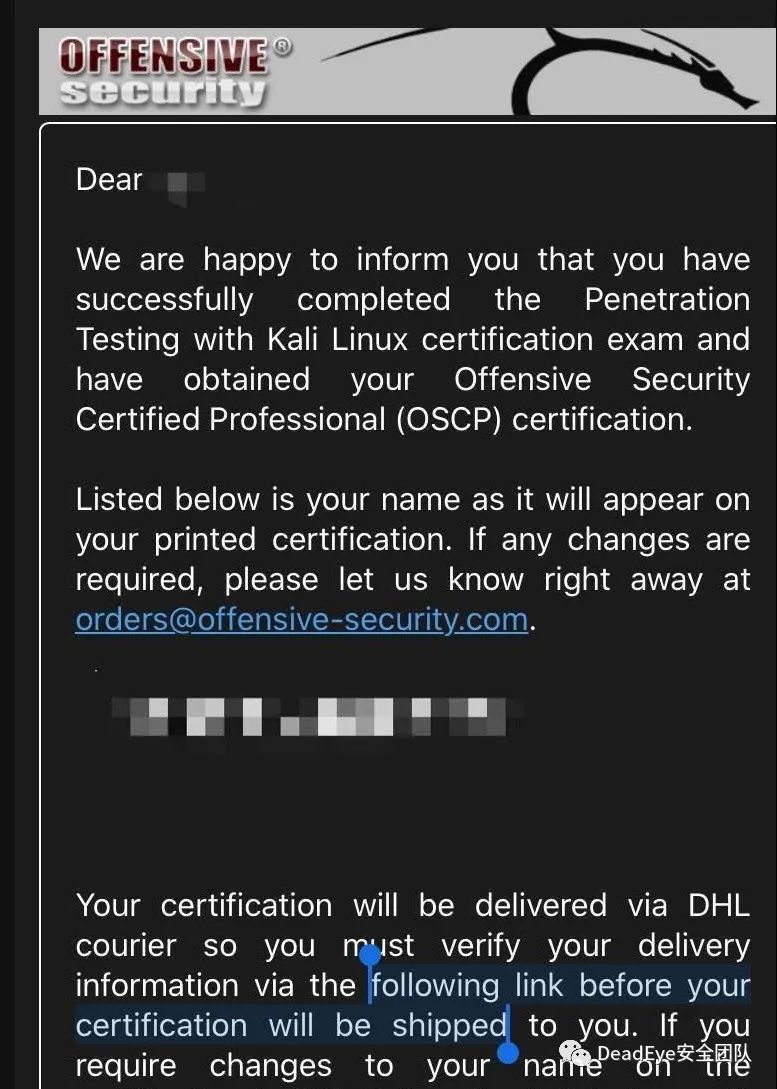 OFFENSIVE®
security
Dear
We are happy to inform you that you have
successfully completed the Penetration
Testing with Kali Linux certification exam and
have obtained your Offensive Security
Certified Professional (OSCP) certification.
Listed below is your name as it will appear on
your printed certification. If any changes are
required, please let us know right away at
orders@offensive-security.com.
Your certification will be delivered via DHL
courier so you must verify your delivery
information via the following link before your
certification will be shipped to you. If you
require changes to your name on the
DeadEye安全团队